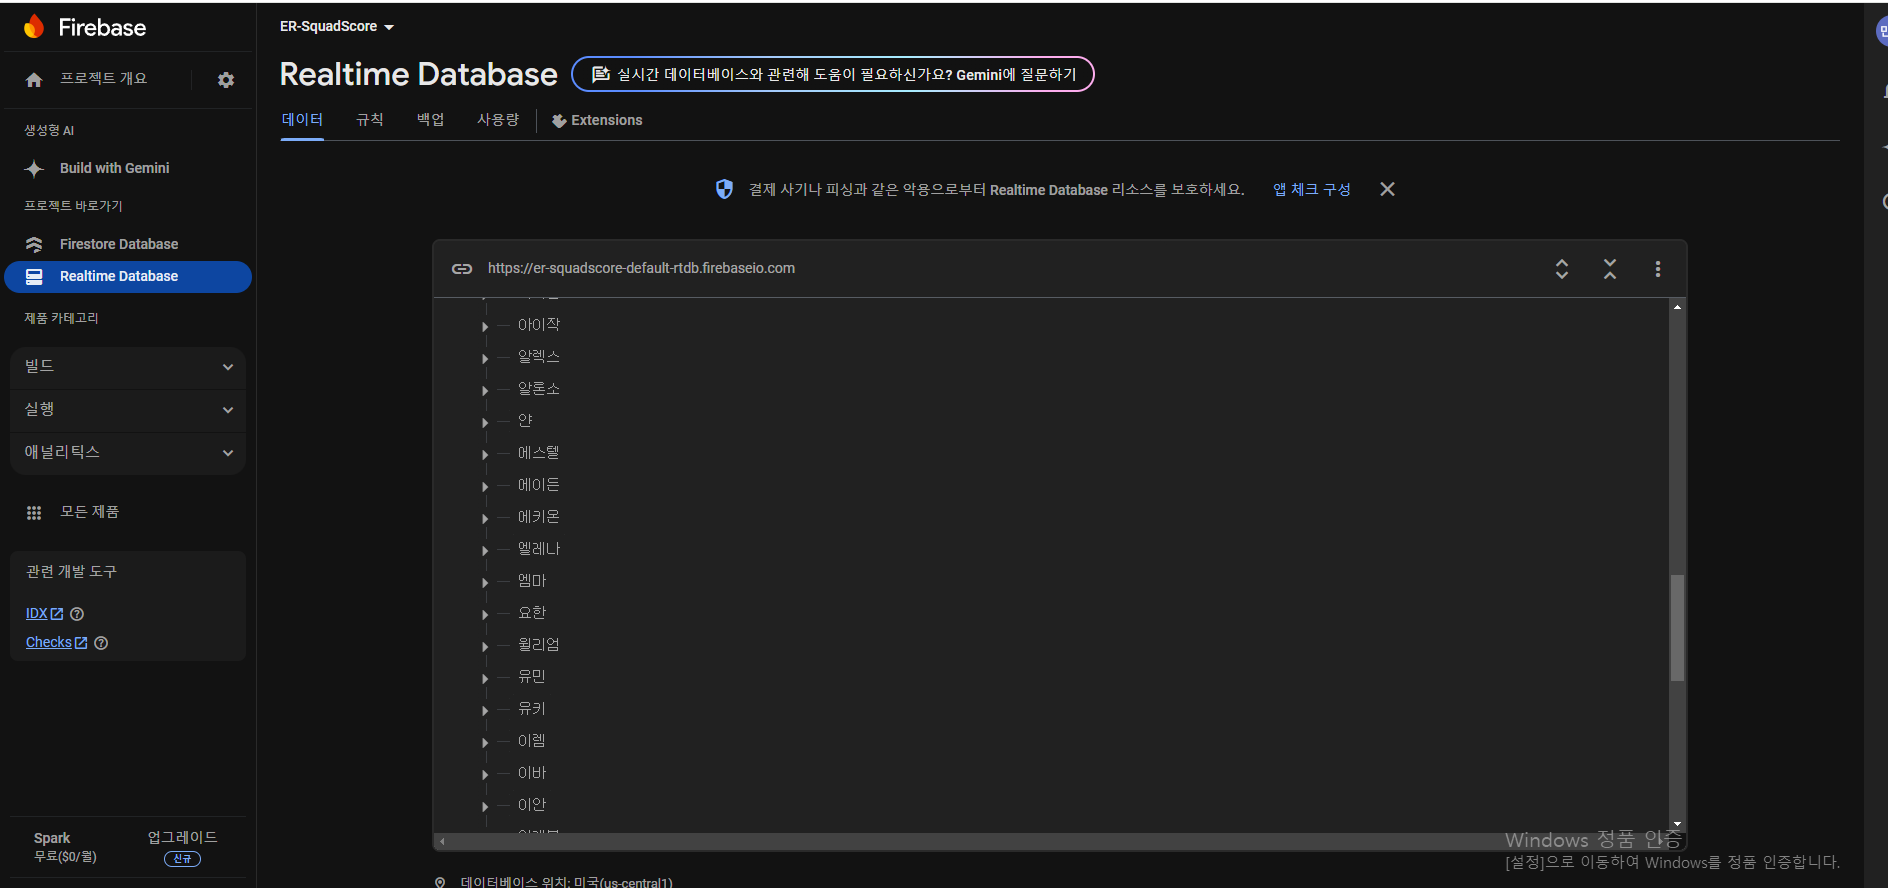 Firebase
프로젝트 개요
생성형 AI
Build with Gemini
프로젝트 바로가기
Firestore Database
Realtime Database
제품 카테고리
빌드
실행
애널리틱스
모든 제품
관련 개발 도구
IDX
Checks
Spark
무료($0/월)
업그레이드
신규
ER-SquadScore
Realtime Database
실시간 데이터베이스와 관련해 도움이 필요하신가요? Gemini에 질문하기
데이터 규칙 백업 사용량 Extensions
결제 사기나 피싱과 같은 악용으로부터 Realtime Database 리소스를 보호하세요. 앱 체크 구성
https://er-squadscore-default-rtdb.firebaseio.com
아이작
알렉스
알론소
얀
에스텔
에이든
에키온
엘레나
엠마
요한
윌리엄
유민
유키
이렘
이바
이안
데이터베이스 위치: 미국(us-central1)
Windows 정품 인증
[설정]으로 이동하여 Windows를 정품 인증합니다.